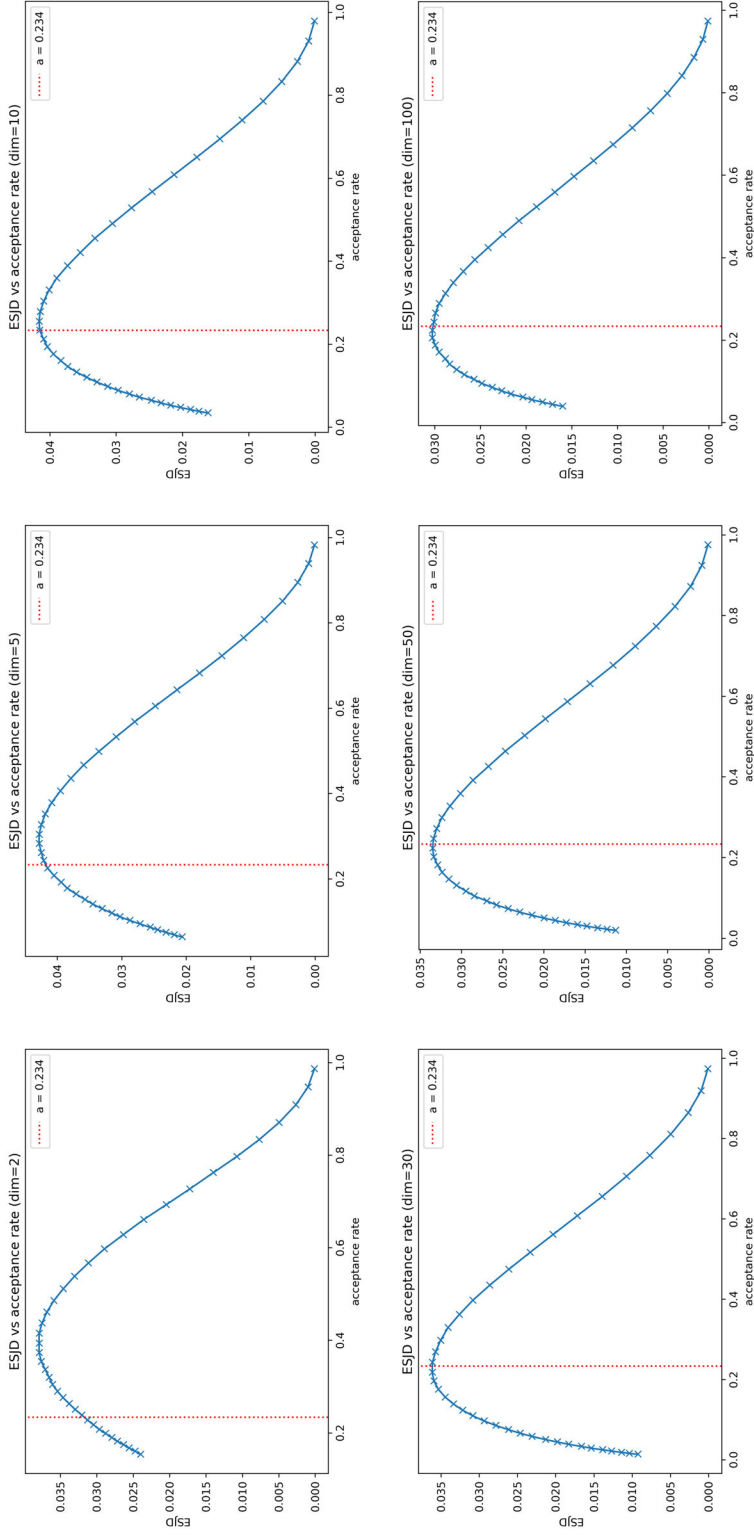 ESJD vs acceptance rate (dim=2)
a = 0.234
0.035
0.030
0.025
0.020
0.015
0.010
0.005
0.000
ESJD
0.2 0.4 0.6 0.8 1.0
acceptance rate
ESJD vs acceptance rate (dim=5)
a = 0.234
0.04
0.03
0.02
0.01
0.00
ESJD
0.2 0.4 0.6 0.8 1.0
acceptance rate
ESJD vs acceptance rate (dim=10)
a = 0.234
0.04
0.03
0.02
0.01
0.00
ESJD
0.0 0.2 0.4 0.6 0.8 1.0
acceptance rate
ESJD vs acceptance rate (dim=30)
a = 0.234
0.035
0.030
0.025
0.020
0.015
0.010
0.005
0.000
ESJD
0.0 0.2 0.4 0.6 0.8 1.0
acceptance rate
ESJD vs acceptance rate (dim=50)
a = 0.234
0.035
0.030
0.025
0.020
0.015
0.010
0.005
0.000
ESJD
0.0 0.2 0.4 0.6 0.8 1.0
acceptance rate
ESJD vs acceptance rate (dim=100)
a = 0.234
0.030
0.025
0.020
0.015
0.010
0.005
0.000
ESJD
0.0 0.2 0.4 0.6 0.8 1.0
acceptance rate